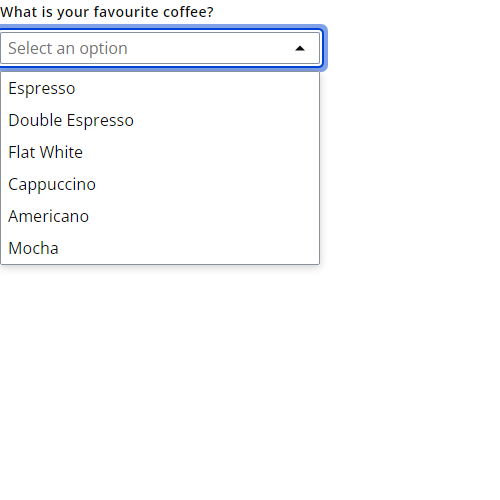 What is your favourite coffee?
Select an option
Espresso
Double Espresso
Flat White
Cappuccino
Americano
Mocha